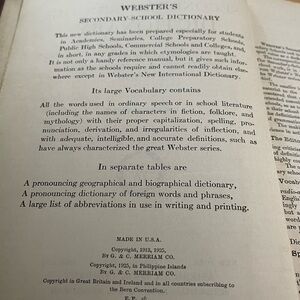 WEBSTER'S
SECONDARY-SCHOOL DICTIONARY
This new dictionary has been prepared especially for students
in Academies, Seminaries, College Preparatory Schools,
Public High Schools, Commercial Schools and Colleges, and,
in short, in any grades in which etymologies are taught.
It is not only a handy reference manual, but it gives such information
as the schools require and cannot readily obtain elsewhere
except in Webster's New International Dictionary.
Its large Vocabulary contains
All the words used in ordinary speech or in school literature
(including the names of characters in fiction, folklore, and
mythology) with their proper capitalization, spelling, pronunciation,
derivation, and irregularities of inflection, and
with adequate, intelligible, and accurate definitions, such as
have always characterized the great Webster series.
In separate tables are
A pronouncing geographical and biographical dictionary,
A pronouncing dictionary of foreign words and phrases,
A large list of abbreviations in use in writing and printing.
MADE IN U.S.A.
Copyright, 1913, 1925,
By G. & C. MERRIAM CO.
Copyright, 1925, in Philippine Islands
By G. & C. MERRIAM CO.
Copyright in Great Britain and Ireland and in all countries subscribing to
the Bern Convention.